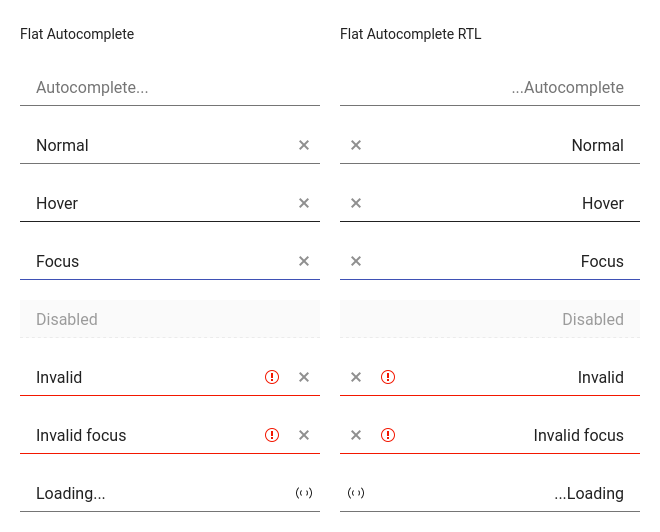 Flat Autocomplete
Autocomplete...
Normal
Hover
Focus
Disabled
Invalid
Invalid focus
Loading...
Flat Autocomplete RTL
...Autocomplete
Normal
Hover
Focus
Disabled
Invalid
Invalid focus
...Loading